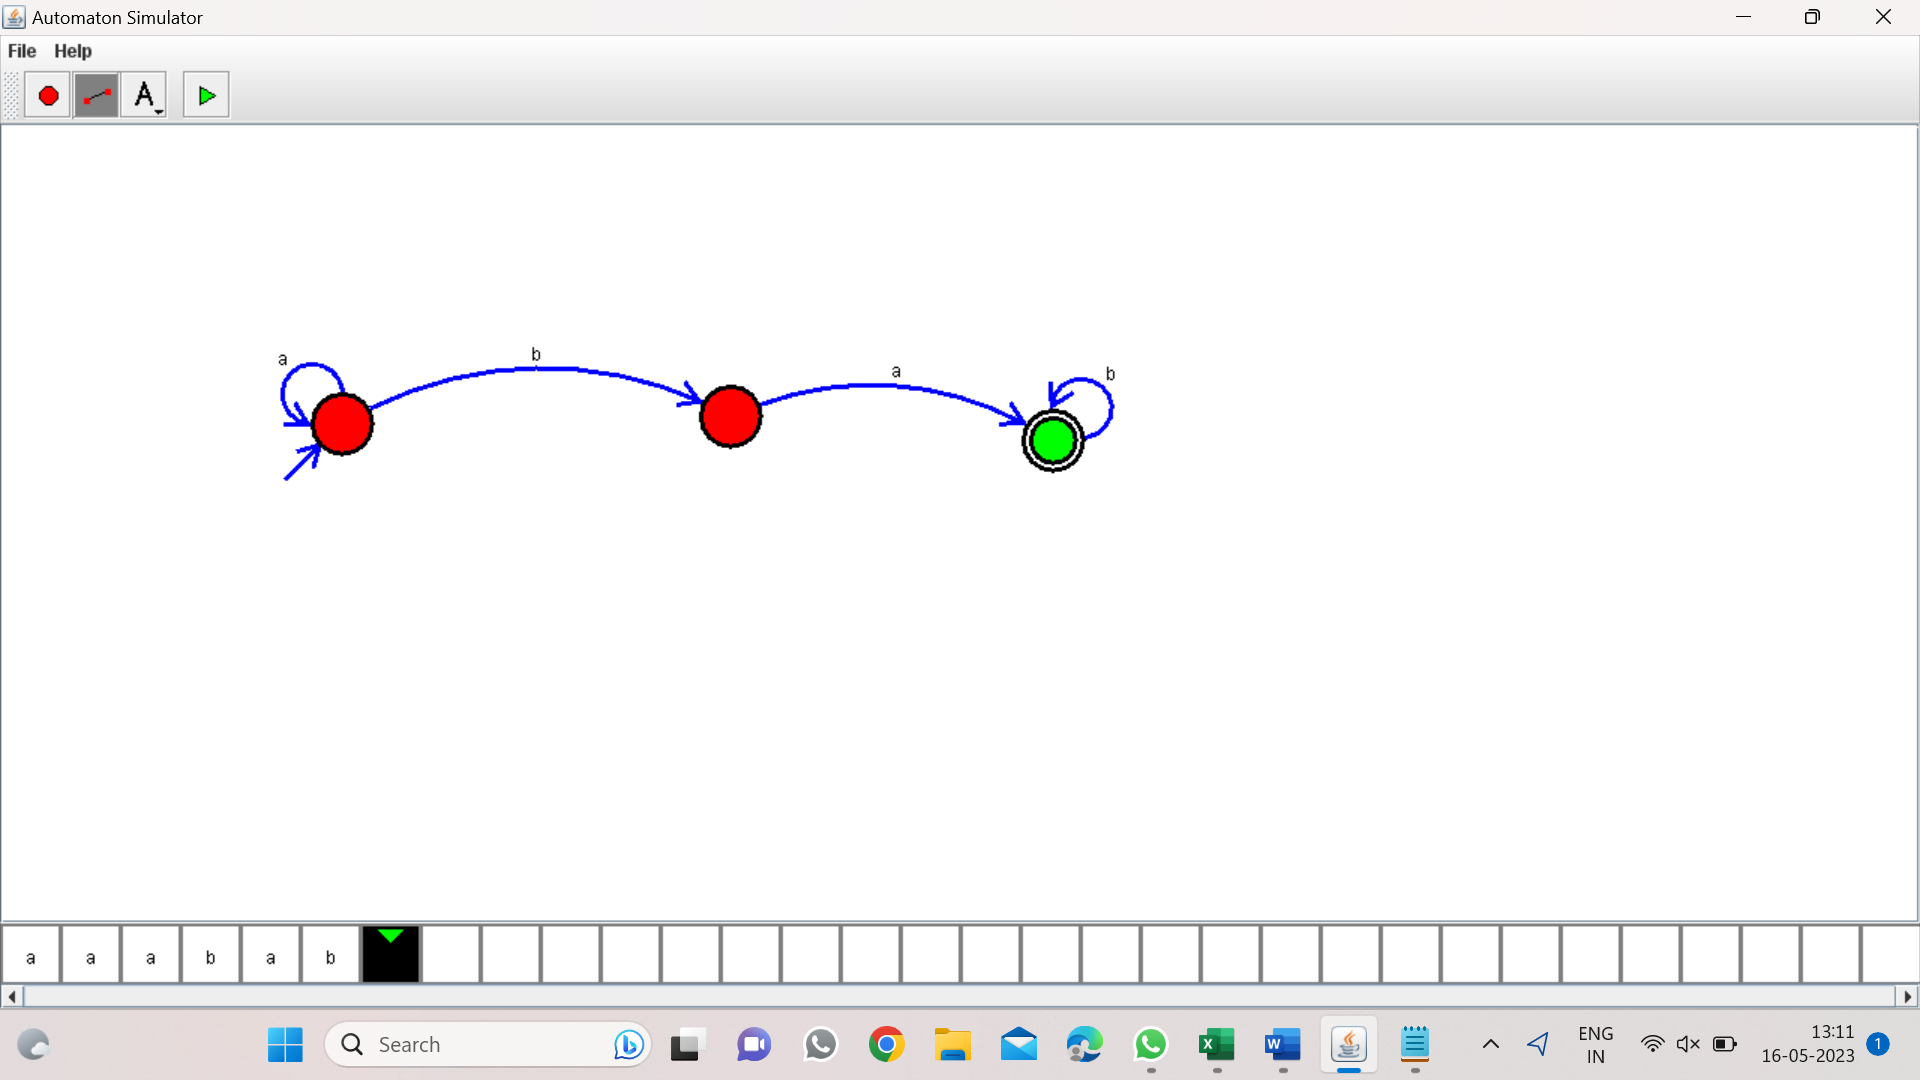 Automaton Simulator
File Help
A
a
b
a
b
a a a b a b
Search
ENG
IN
13:11
16-05-2023
1